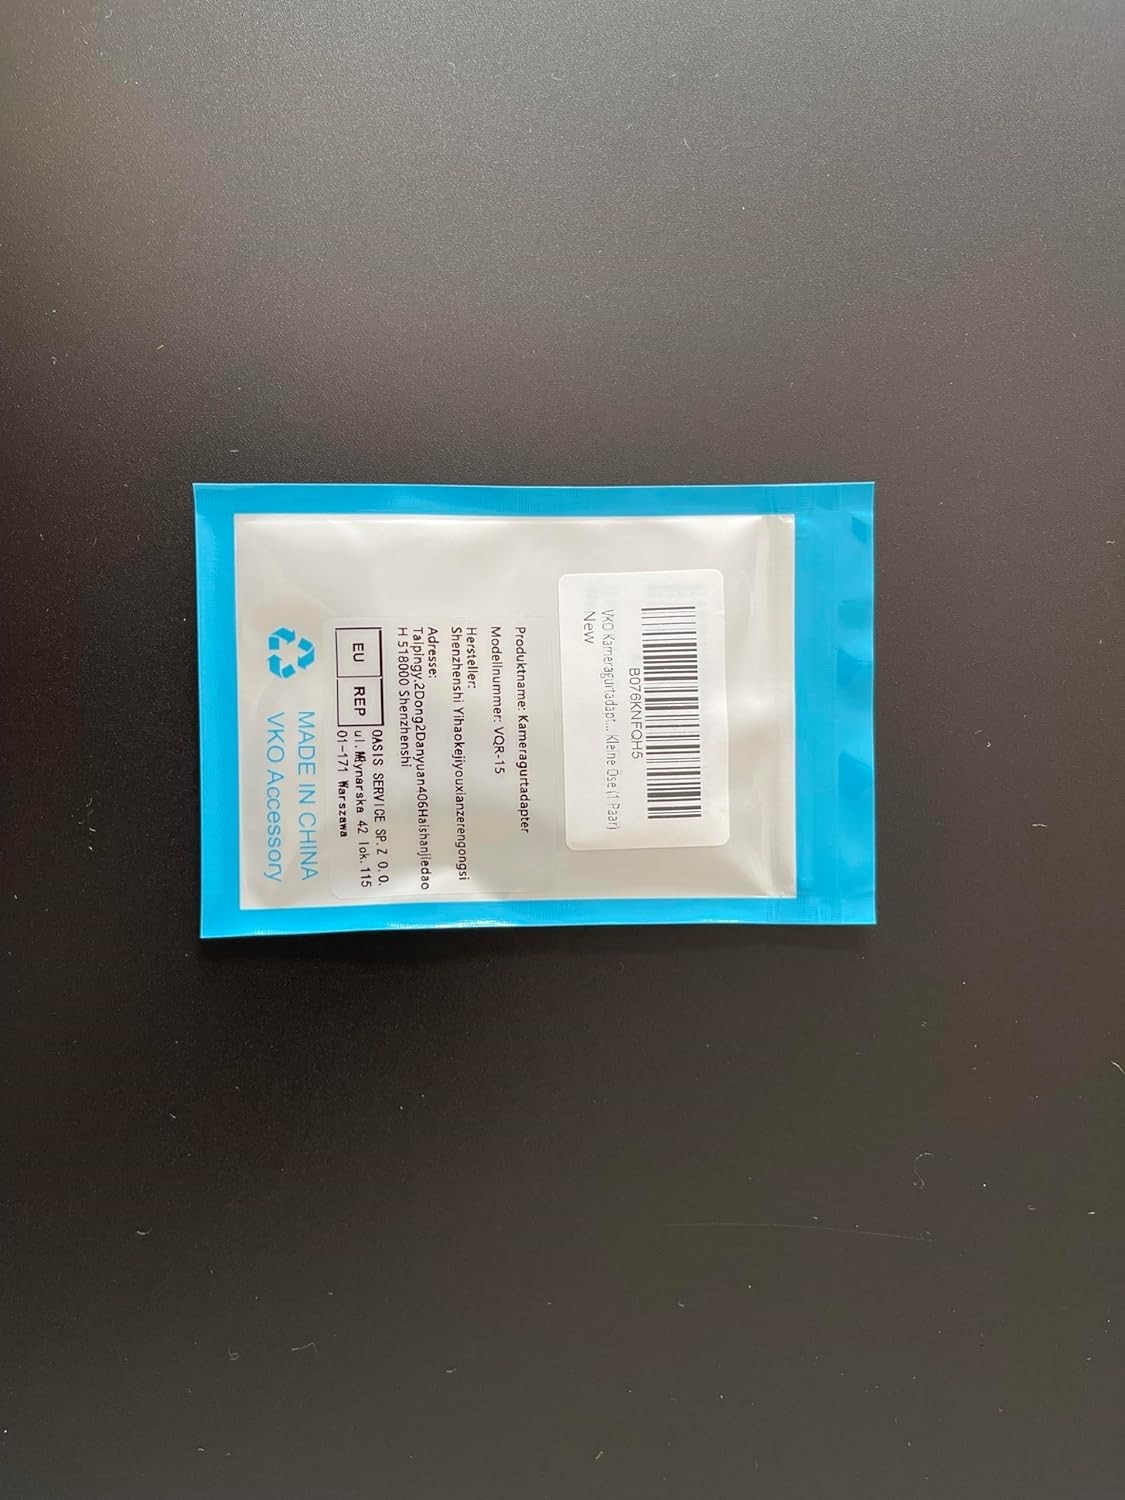 B076KNFQH5
VKO Kameragurtadapt... Kleine Öse (1 Paar)
New
Produktname: Kameragurtadapter
Modellnummer: VQR-15
Hersteller:
Shenzhenshi Yihaokejiyouxianzerengongsi
Adresse:
Taipingy.2Dong2Danyuan406Haishanjiedao
H 518000 Shenzhenshi
EU REP
OASIS SERVICE SP.Z O.O.
ul. Młynarska 42 lok.115
01-171 Warszawa
MADE IN CHINA
VKO Accessory